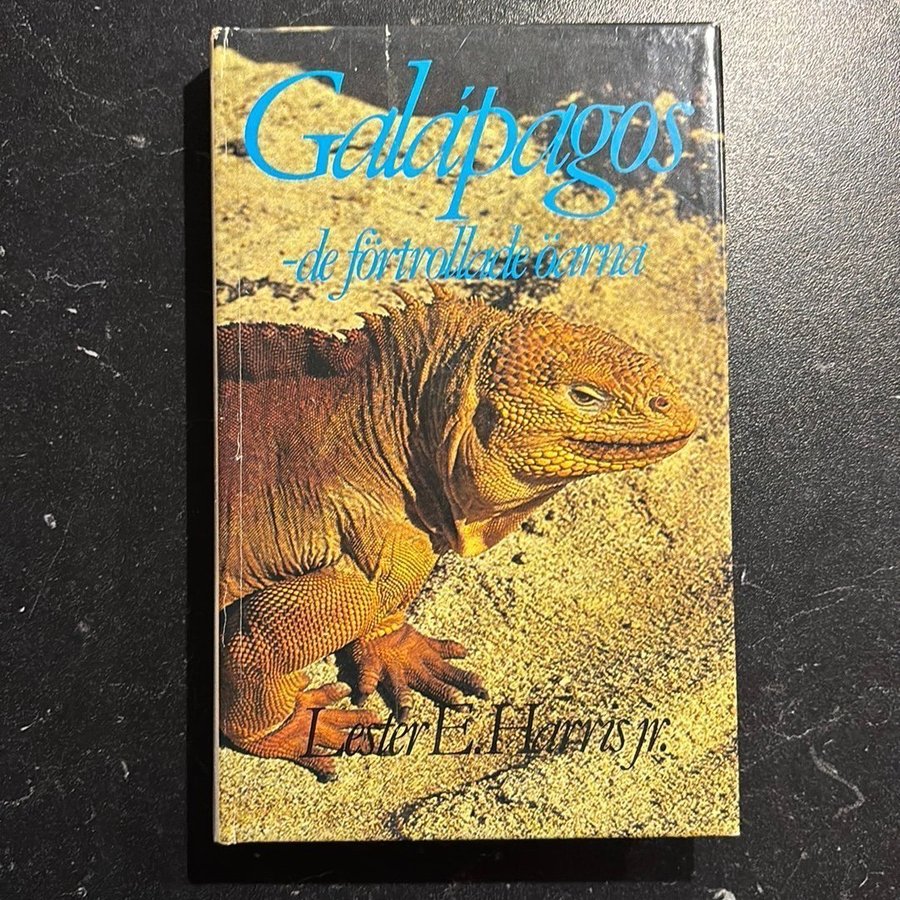 Galápagos
-de förtrollade öarna
Lester E. Harris jr.